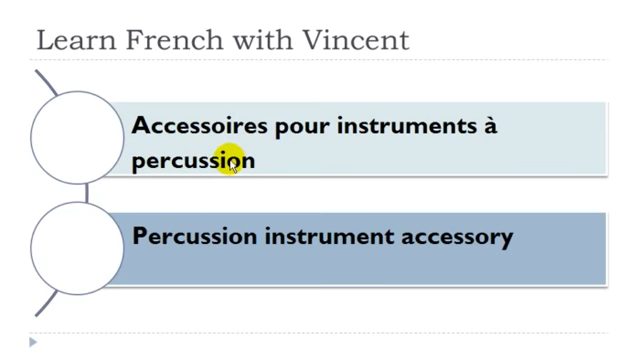 Learn French with Vincent
Accessoires pour instruments à
percussion
Percussion instrument accessory